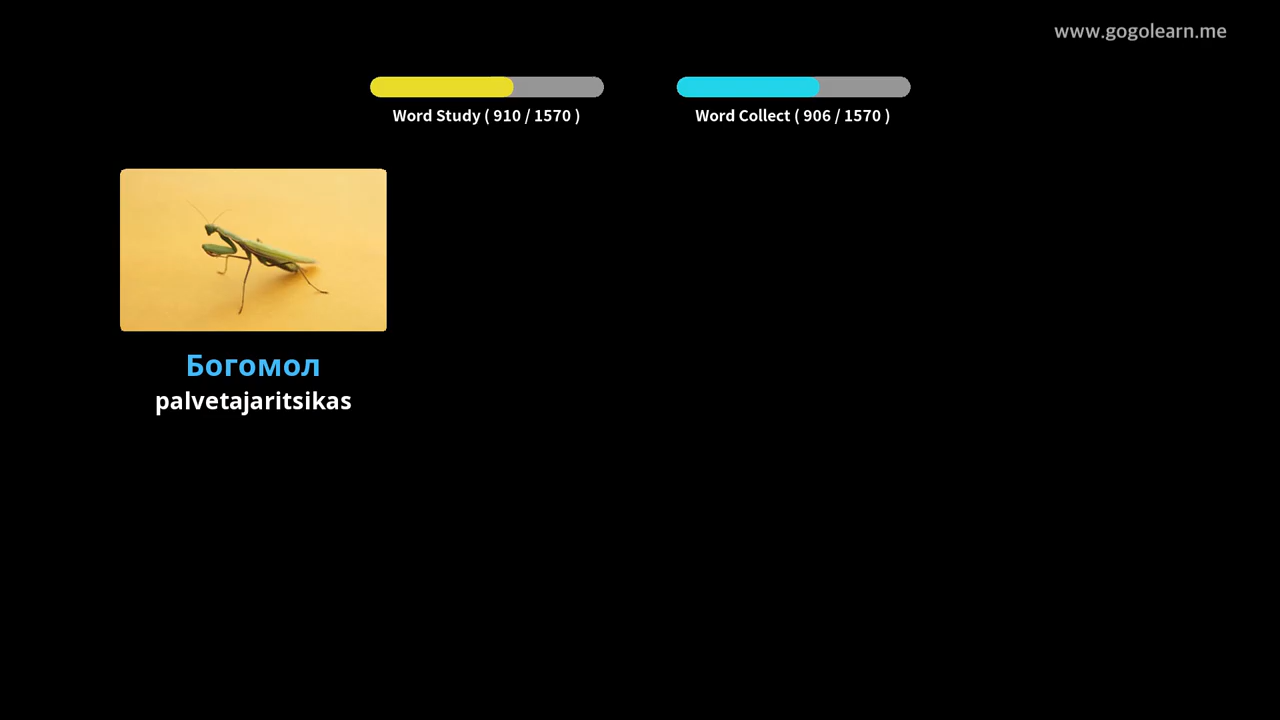 www.gogolearn.me
Word Study ( 910 / 1570 )
Word Collect ( 906 / 1570 )
Богомол
palvetajaritsikas